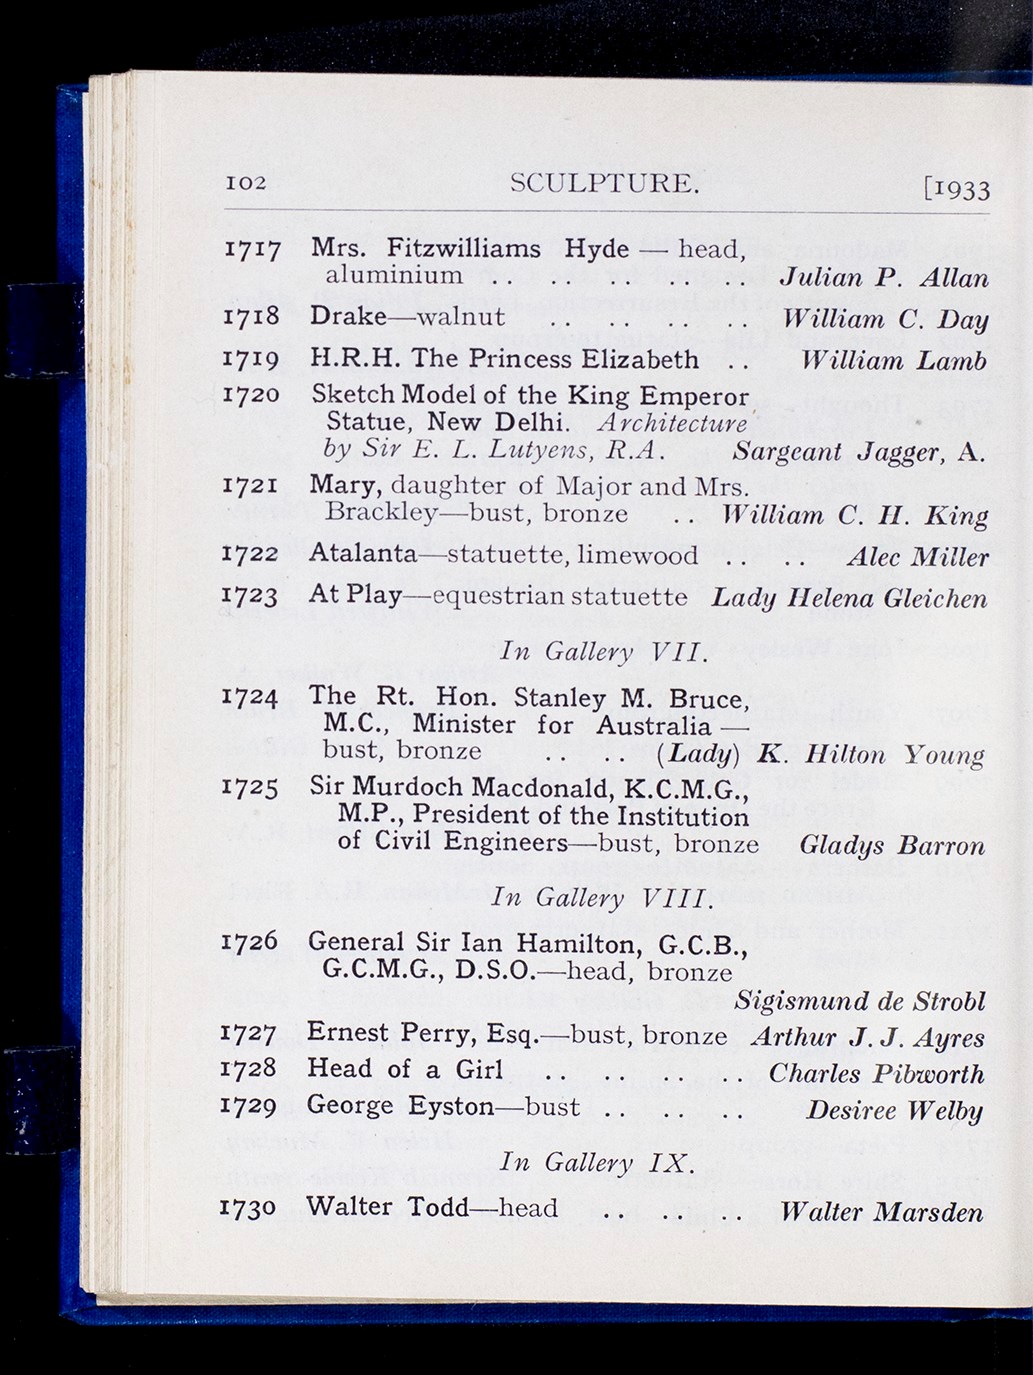 102 SCULPTURE. [1933
1717 Mrs. Fitzwilliams Hyde — head,
aluminium .. .. .. .. .. Julian P. Allan
1718 Drake—walnut .. .. .. .. William C. Day
1719 H.R.H. The Princess Elizabeth .. William Lamb
1720 Sketch Model of the King Emperor
Statue, New Delhi. Architecture
by Sir E. L. Lutyens, R.A. Sargeant Jagger, A.
1721 Mary, daughter of Major and Mrs.
Brackley—bust, bronze .. William C. H. King
1722 Atalanta—statuette, limewood .. .. Alec Miller
1723 At Play—equestrian statuette Lady Helena Gleichen
In Gallery VII.
1724 The Rt. Hon. Stanley M. Bruce,
M.C., Minister for Australia —
bust, bronze .. .. (Lady) K. Hilton Young
1725 Sir Murdoch Macdonald, K.C.M.G.,
M.P., President of the Institution
of Civil Engineers—bust, bronze Gladys Barron
In Gallery VIII.
1726 General Sir Ian Hamilton, G.C.B.,
G.C.M.G., D.S.O.—head, bronze
Sigismund de Strobl
1727 Ernest Perry, Esq.—bust, bronze Arthur J. J. Ayres
1728 Head of a Girl .. .. .. .. Charles Pibworth
1729 George Eyston—bust .. .. .. Desiree Welby
In Gallery IX.
1730 Walter Todd—head .. .. .. Walter Marsden